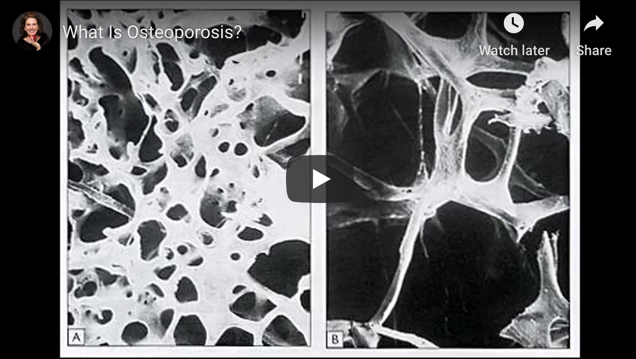 What Is Osteoporosis?
Watch later
Share
A
B